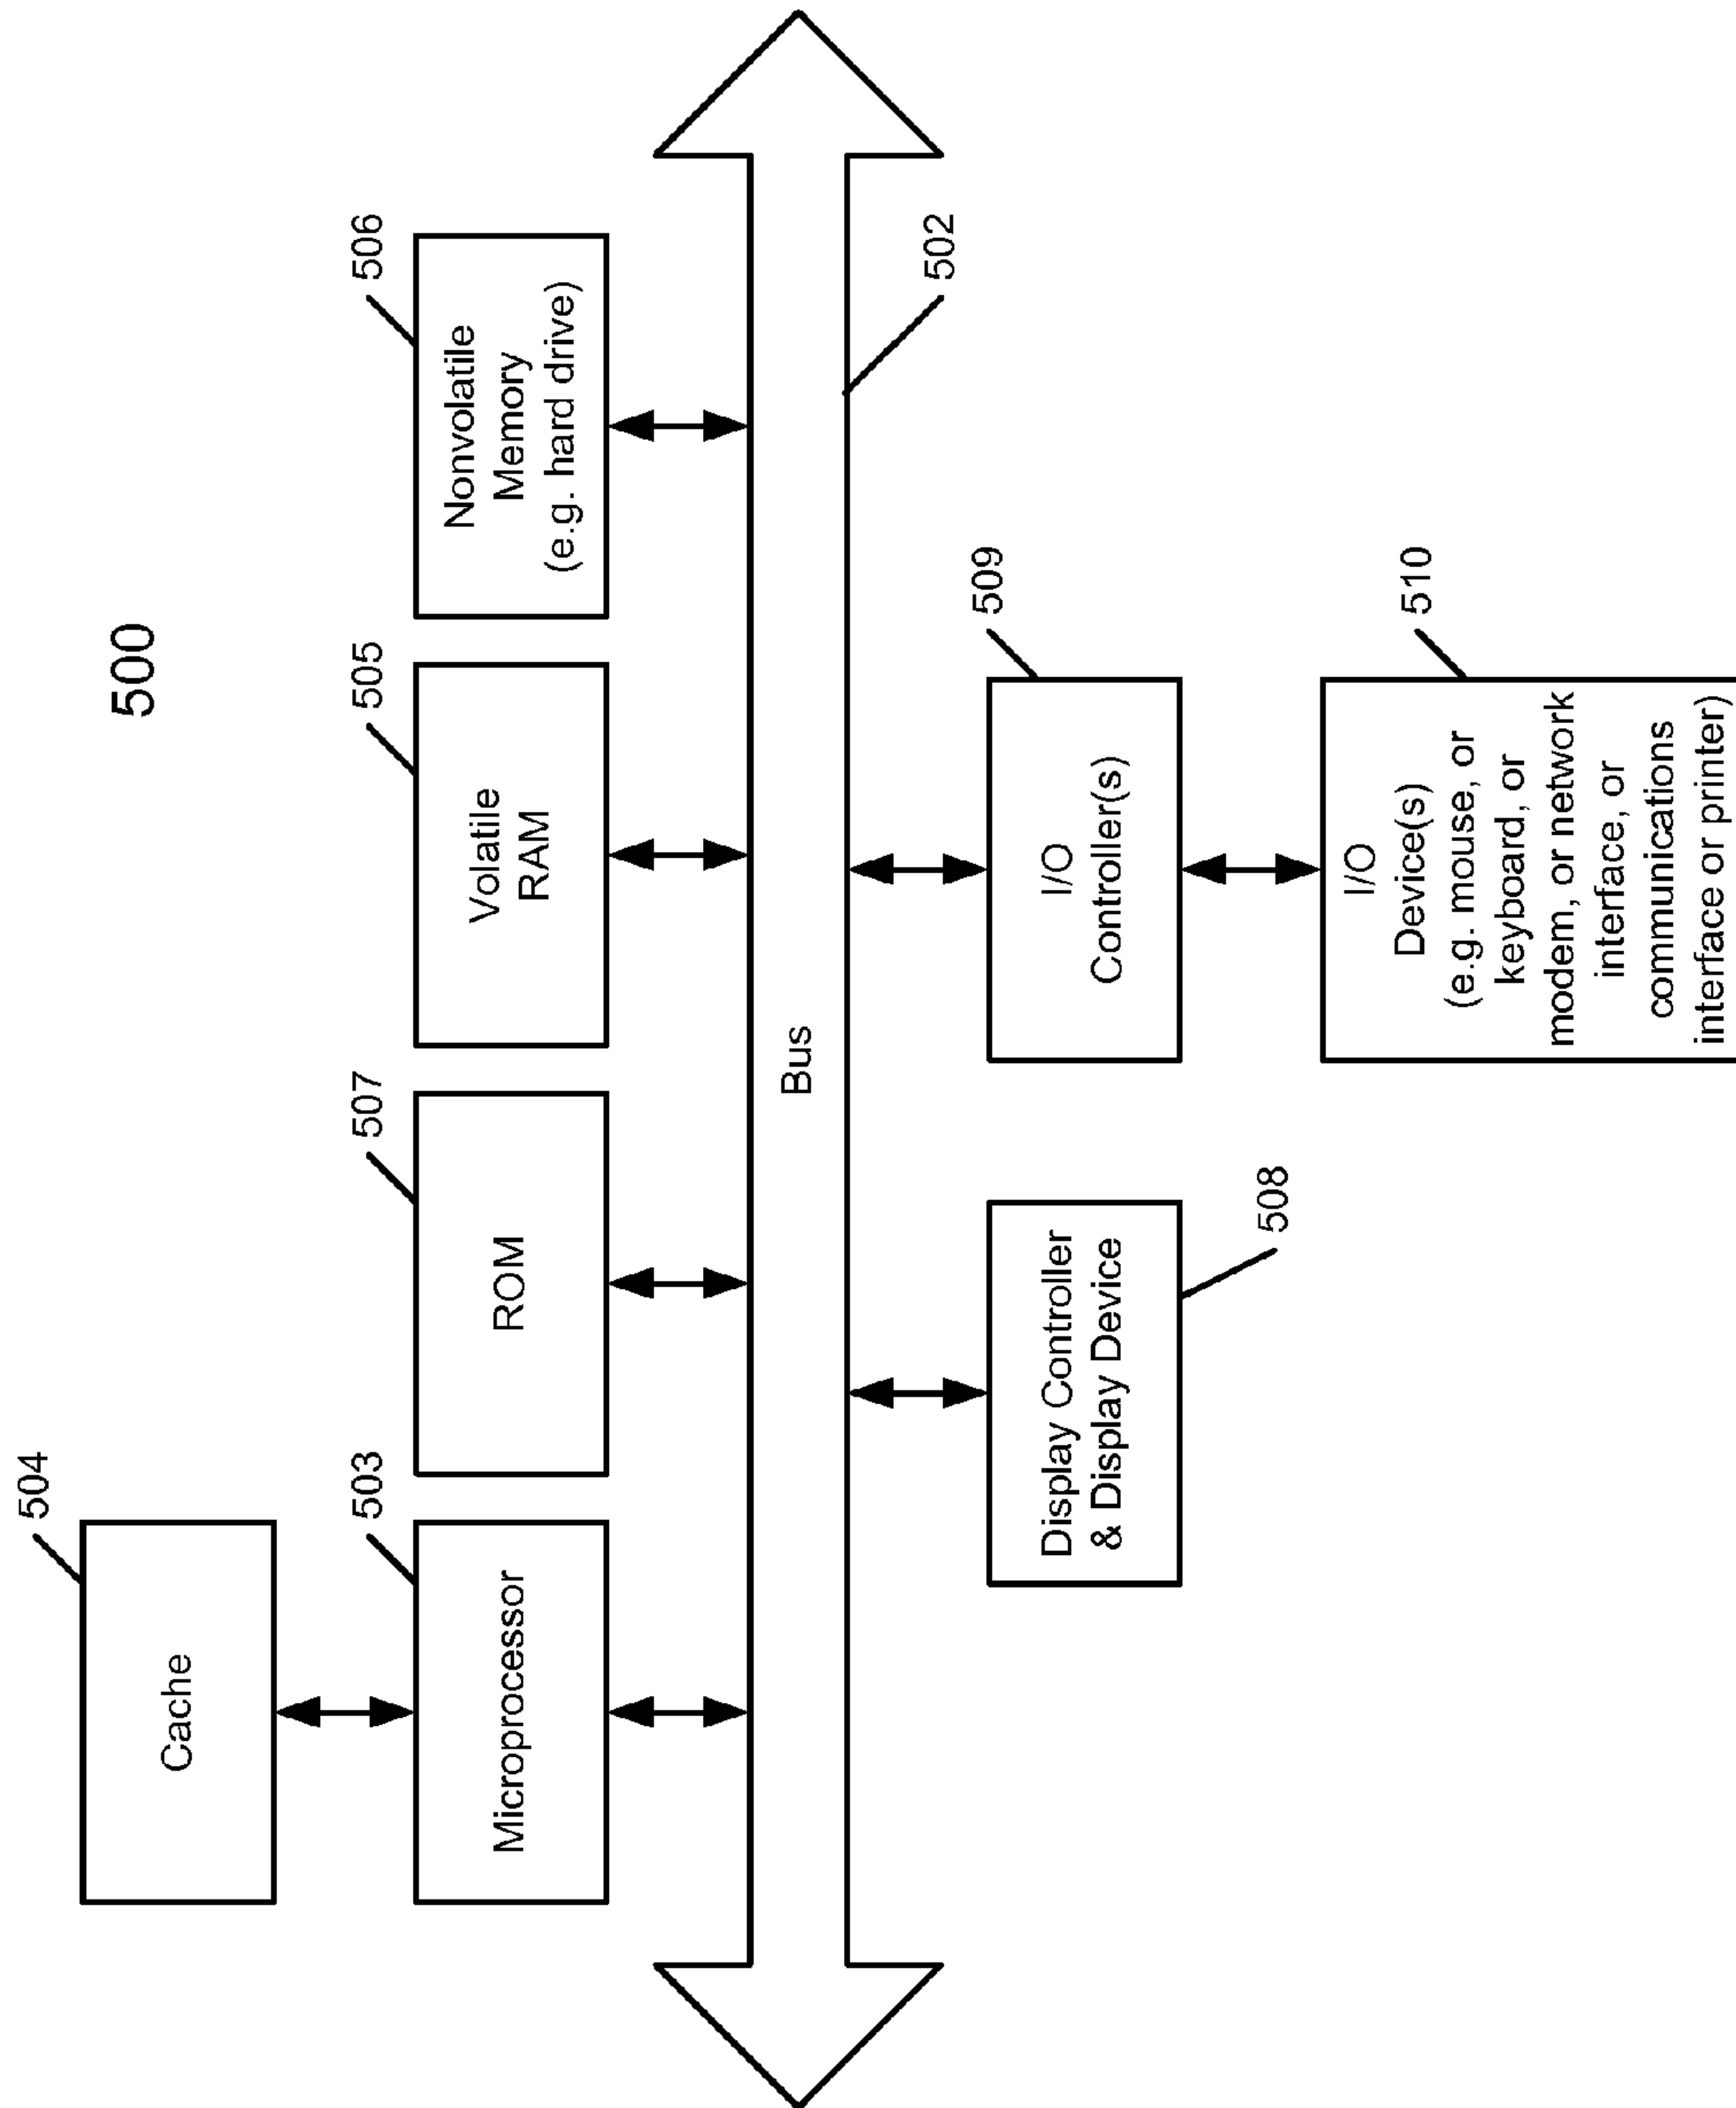 500
504
Cache
503
Microprocessor
507
ROM
505
Volatile
RAM
506
Nonvolatile
Memory
(e.g. hard drive)
Bus
502
508
Display Controller
& Display Device
509
I/O
Controller(s)
510
I/O
Device(s)
(e.g. mouse, or
keyboard, or
modem, or network
interface, or
communications
interface or printer)